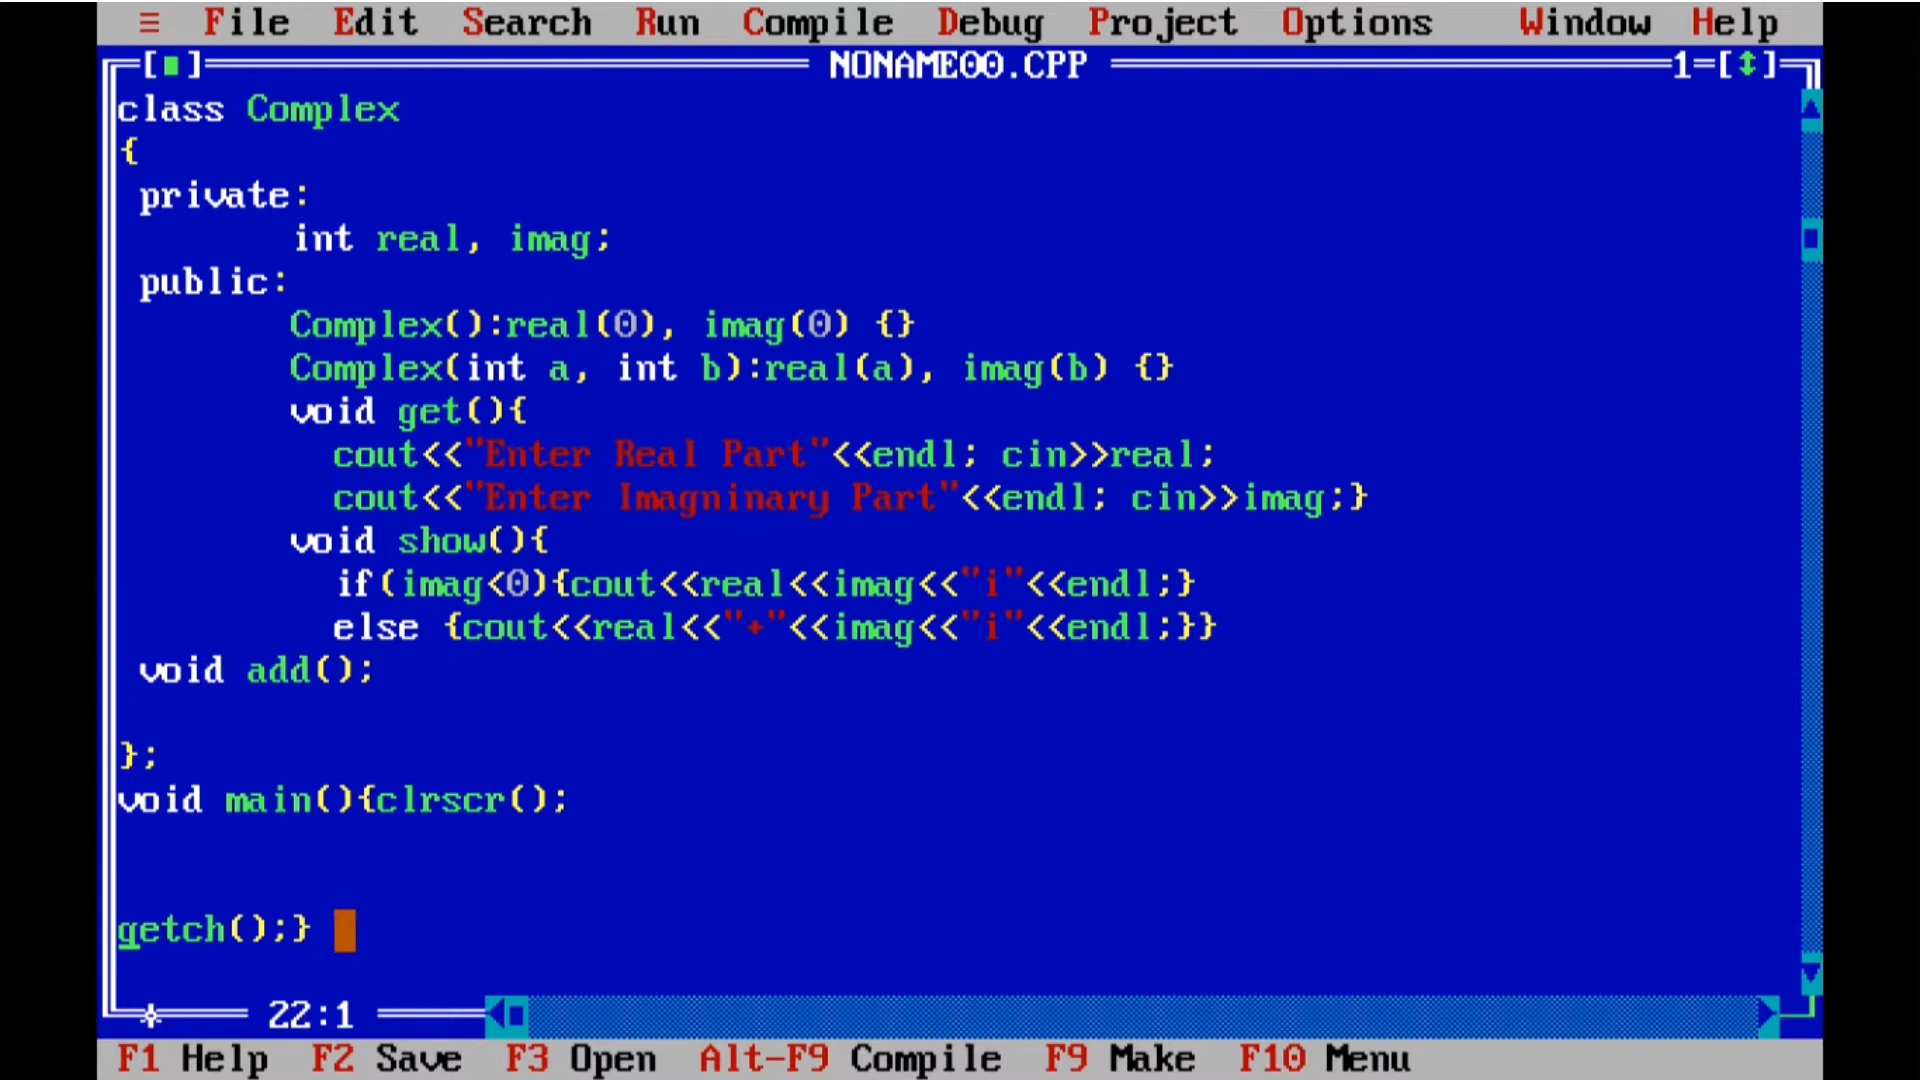 ≡ File Edit Search Run Compile Debug Project Options Window Help
[■] NONAME00.CPP 1=[↕]
class Complex
{
private:
int real, imag;
public:
Complex():real(0), imag(0) {}
Complex(int a, int b):real(a), imag(b) {}
void get(){
cout<<"Enter Real Part"<<endl; cin>>real;
cout<<"Enter Imagninary Part"<<endl; cin>>imag;}
void show(){
if(imag<0){cout<<real<<imag<<"i"<<endl;}
else {cout<<real<<"+"<<imag<<"i"<<endl;}}
void add();
};
void main(){clrscr();
getch();}
22:1
F1 Help F2 Save F3 Open Alt-F9 Compile F9 Make F10 Menu